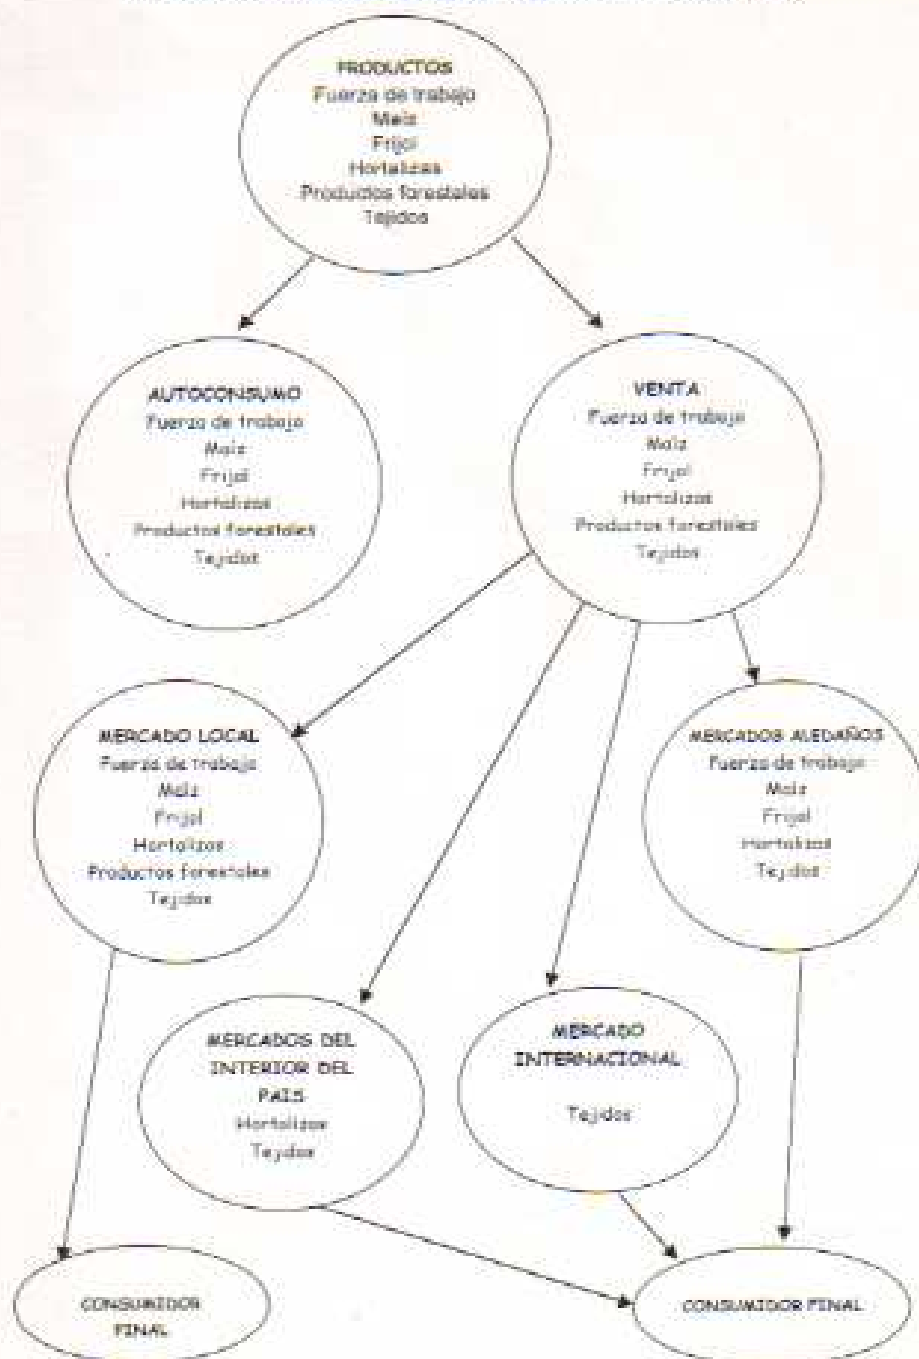 PRODUCTOS
Fuerza de trabajo
Maíz
Frijol
Hortalizas
Productos forestales
Tejidos
AUTOCONSUMO
Fuerza de trabajo
Maíz
Frijol
Hortalizas
Productos forestales
Tejidos
VENTA
Fuerza de trabajo
Maíz
Frijol
Hortalizas
Productos forestales
Tejidos
MERCADO LOCAL
Fuerza de trabajo
Maíz
Frijol
Hortalizas
Productos forestales
Tejidos
MERCADOS ALEDAÑOS
Fuerza de trabajo
Maíz
Frijol
Hortalizas
Tejidos
MERCADOS DEL
INTERIOR DEL
PAIS
Hortalizas
Tejidos
MERCADO
INTERNACIONAL
Tejidos
CONSUMIDOR
FINAL
CONSUMIDOR FINAL